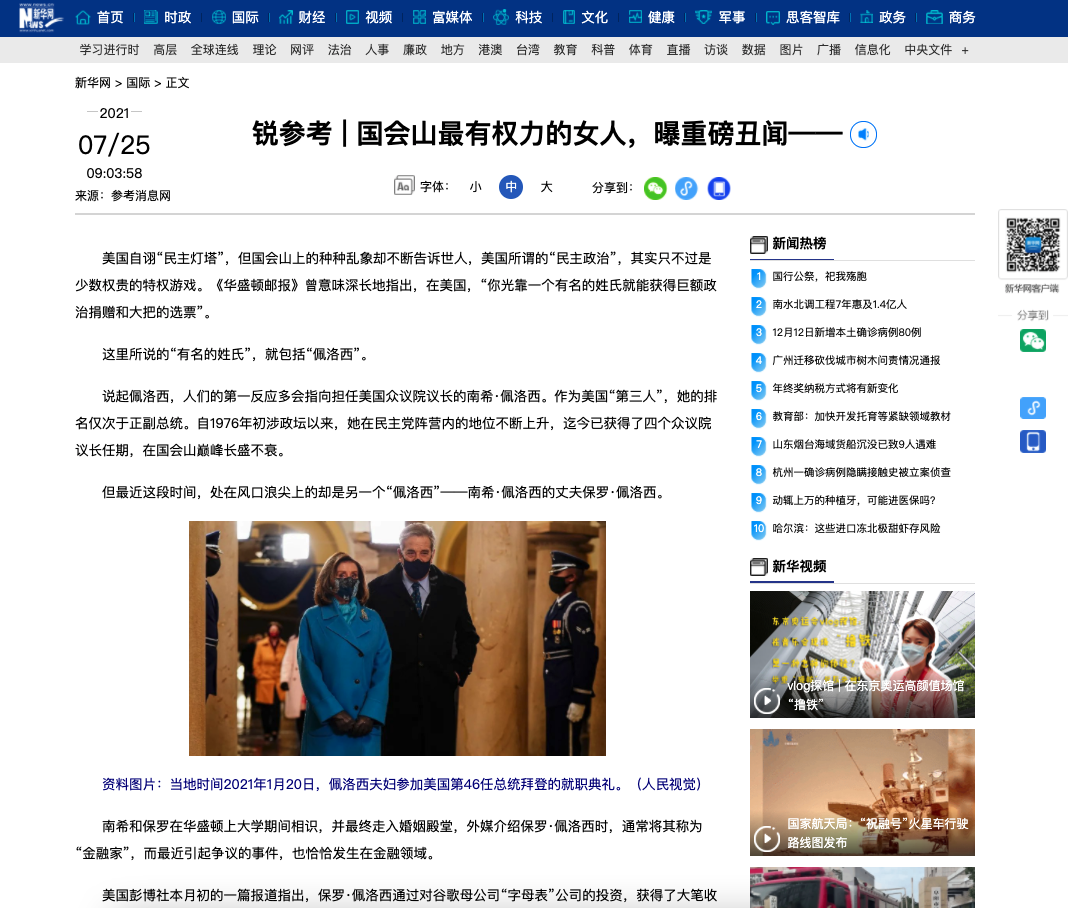 新华网
NEWS
www.news.cn
首页
时政
国际
财经
视频
富媒体
科技
文化
健康
军事
思客智库
政务
商务
学习进行时 高层 全球连线 理论 网评 法治 人事 廉政 地方 港澳 台湾 教育 科普 体育 直播 访谈 数据 图片 广播 信息化 中央文件 +
新华网 > 国际 > 正文
2021
07/25
09:03:58
来源：参考消息网
锐参考 | 国会山最有权力的女人，曝重磅丑闻——
Aa 字体： 小 中 大 分享到：
美国自诩“民主灯塔”，但国会山上的种种乱象却不断告诉世人，美国所谓的“民主政治”，其实只不过是
少数权贵的特权游戏。《华盛顿邮报》曾意味深长地指出，在美国，“你光靠一个有名的姓氏就能获得巨额政
治捐赠和大把的选票”。
这里所说的“有名的姓氏”，就包括“佩洛西”。
说起佩洛西，人们的第一反应多会指向担任美国众议院议长的南希·佩洛西。作为美国“第三人”，她的排
名仅次于正副总统。自1976年初涉政坛以来，她在民主党阵营内的地位不断上升，迄今已获得了四个众议院
议长任期，在国会山巅峰长盛不衰。
但最近这段时间，处在风口浪尖上的却是另一个“佩洛西”——南希·佩洛西的丈夫保罗·佩洛西。
资料图片：当地时间2021年1月20日，佩洛西夫妇参加美国第46任总统拜登的就职典礼。（人民视觉）
南希和保罗在华盛顿上大学期间相识，并最终走入婚姻殿堂，外媒介绍保罗·佩洛西时，通常将其称为
“金融家”，而最近引起争议的事件，也恰恰发生在金融领域。
美国彭博社本月初的一篇报道指出，保罗·佩洛西通过对谷歌母公司“字母表”公司的投资，获得了大笔收
新闻热榜
1 国行公祭，祀我殇胞
2 南水北调工程7年惠及1.4亿人
3 12月12日新增本土确诊病例80例
4 广州迁移砍伐城市树木问责情况通报
5 年终奖纳税方式将有新变化
6 教育部：加快开发托育等紧缺领域教材
7 山东烟台海域货船沉没已致9人遇难
8 杭州一确诊病例隐瞒接触史被立案侦查
9 动辄上万的种植牙，可能进医保吗？
10 哈尔滨：这些进口冻北极甜虾存风险
新华视频
vlog探馆 | 在东京奥运高颜值场馆
“撸铁”
国家航天局：“祝融号”火星车行驶
路线图发布
新华网客户端
分享到